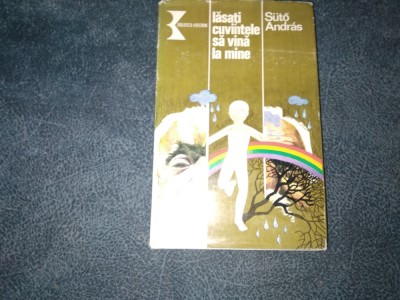 lăsați
cuvintele
să vină
la mine
Sütő
András